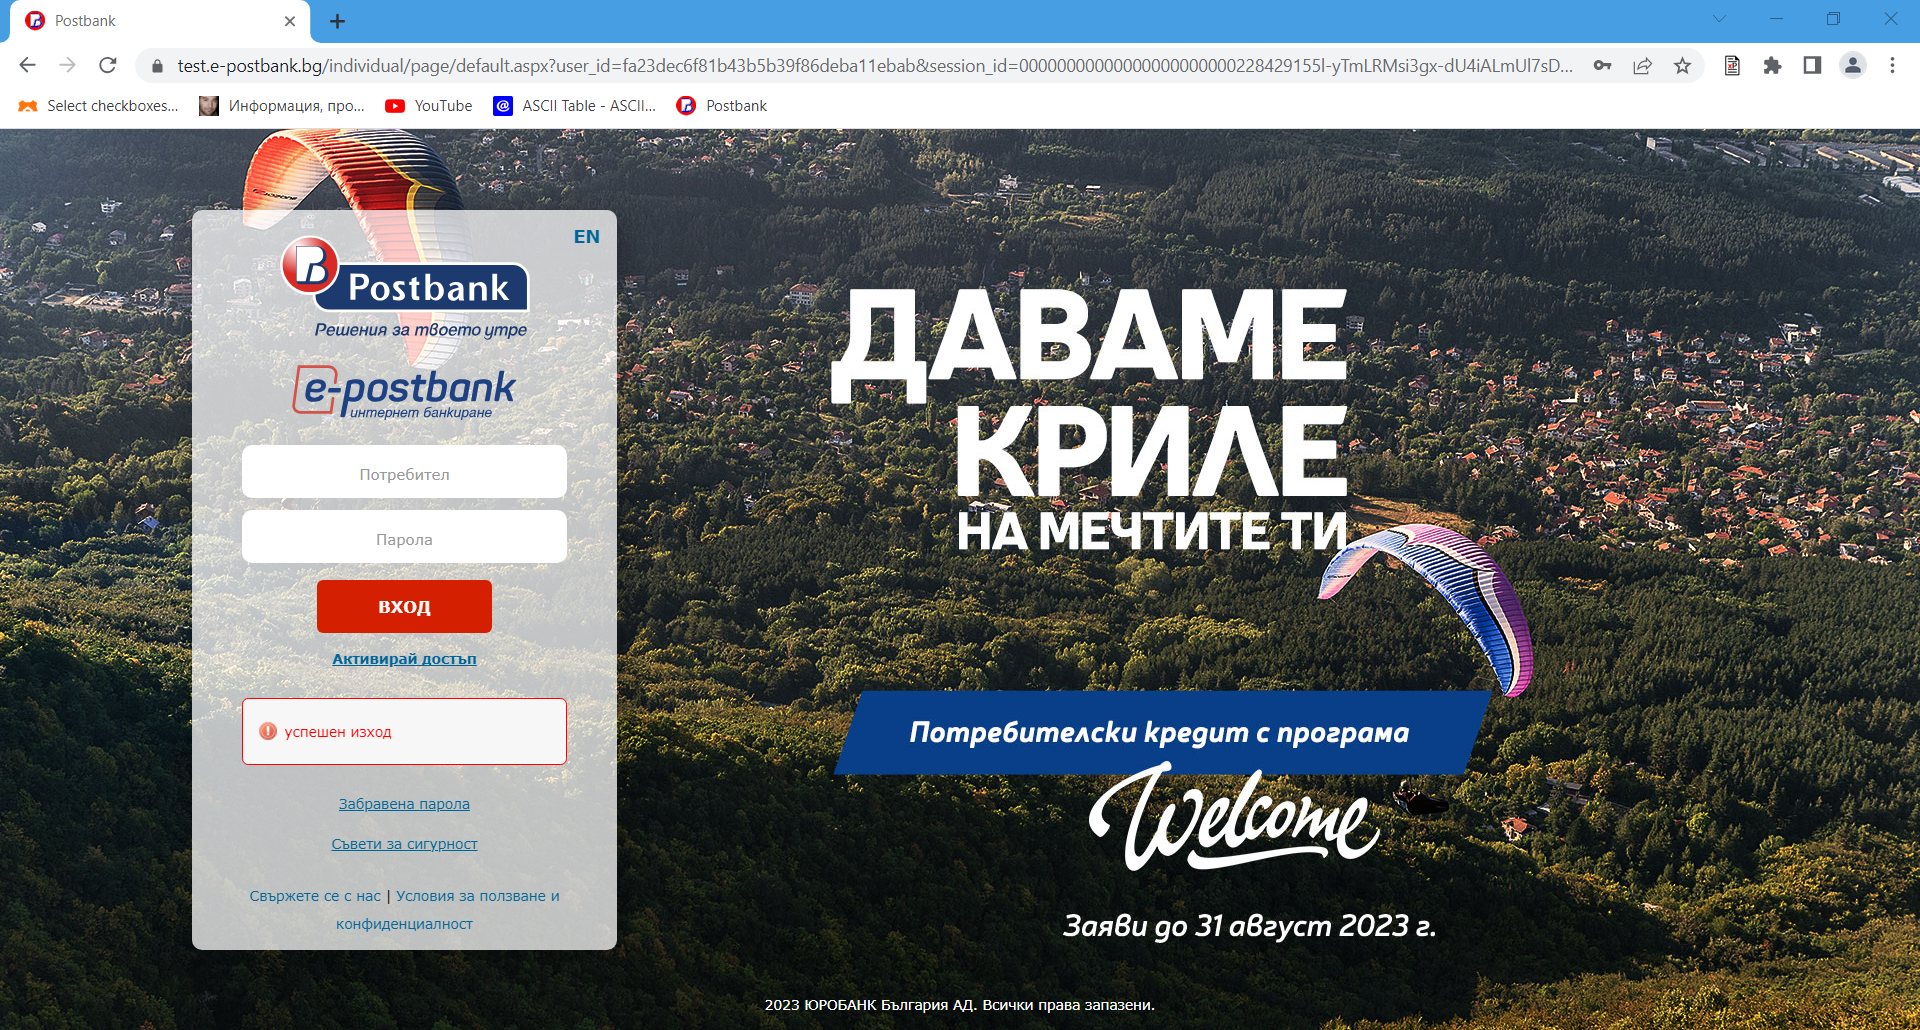 Postbank
test.e-postbank.bg/individual/page/default.aspx?user_id=fa23dec6f81b43b5b39f86deba11ebab&session_id=0000000000000000000000228429155l-yTmLRMsi3gx-dU4iALmUl7sD...
Select checkboxes...
Информация, про...
YouTube
ASCII Table - ASCII...
Postbank
EN
Postbank
Решения за твоето утре
e-postbank
интернет банкиране
Потребител
Парола
ВХОД
Активирай достъп
успешен изход
Забравена парола
Съвети за сигурност
Свържете се с нас | Условия за ползване и
конфиденциалност
ДАВАМЕ
КРИЛЕ
НА МЕЧТИТЕ ТИ
Потребителски кредит с програма
Welcome
Заяви до 31 август 2023 г.
2023 ЮРОБАНК България АД. Всички права запазени.